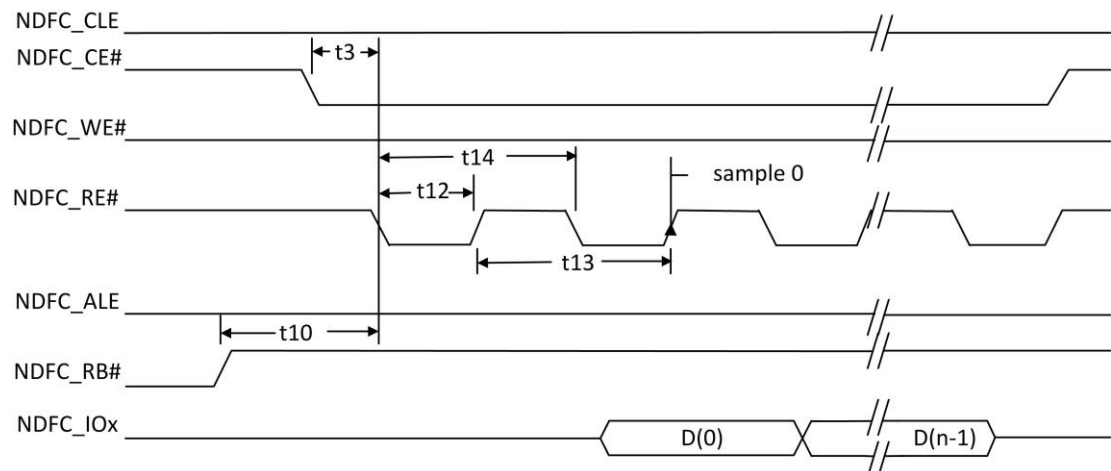 NDFC_CLE
t3
NDFC_CE#
NDFC_WE#
t14
sample 0
t12
NDFC_RE#
t13
NDFC_ALE
t10
NDFC_RB#
NDFC_IOx
D(0)
D(n-1)